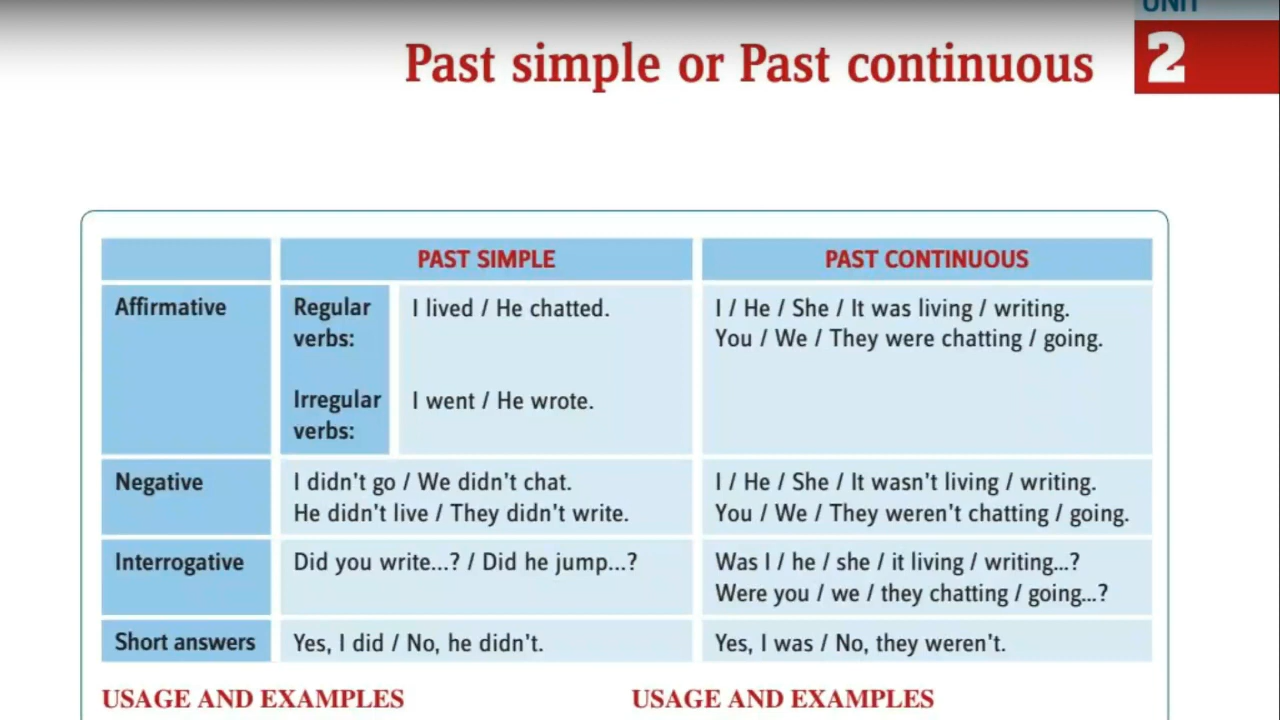 UNIT
2
Past simple or Past continuous
PAST SIMPLE
PAST CONTINUOUS
Affirmative
Regular verbs:
I lived / He chatted.
Irregular verbs:
I went / He wrote.
I / He / She / It was living / writing.
You / We / They were chatting / going.
Negative
I didn't go / We didn't chat.
He didn't live / They didn't write.
I / He / She / It wasn't living / writing.
You / We / They weren't chatting / going.
Interrogative
Did you write...? / Did he jump...?
Was I / he / she / it living / writing...?
Were you / we / they chatting / going...?
Short answers
Yes, I did / No, he didn't.
Yes, I was / No, they weren't.
USAGE AND EXAMPLES
USAGE AND EXAMPLES